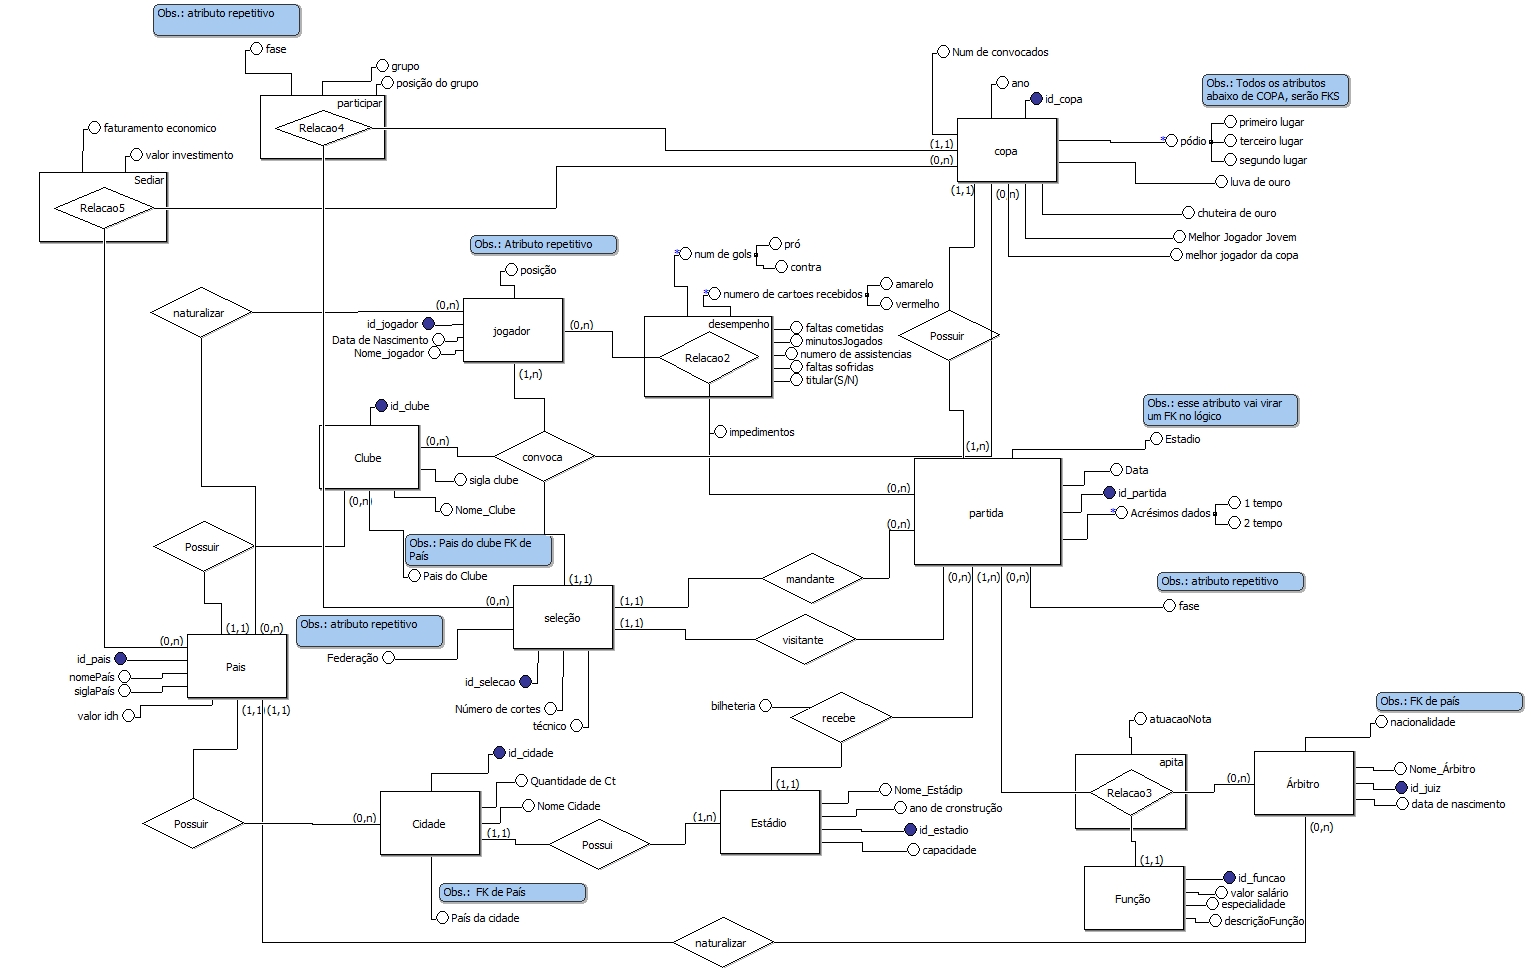 Obs.: atributo repetitivo
fase
grupo
posição do grupo
participar
Relacao4
faturamento economico
valor investimento
Sediar
Relacao5
Num de convocados
ano
id_copa
Obs.: Todos os atributos
abaixo de COPA, serão FKS
copa
(1,1)
(0,n)
(1,1)
(0,n)
* pódio
primeiro lugar
terceiro lugar
segundo lugar
luva de ouro
chuteira de ouro
Melhor Jogador Jovem
melhor jogador da copa
Obs.: Atributo repetitivo
posição
* num de gols
pró
contra
* numero de cartoes recebidos
amarelo
vermelho
naturalizar
(0,n)
id_jogador
Data de Nascimento
Nome_jogador
jogador
(0,n)
(1,n)
desempenho
Relacao2
faltas cometidas
minutosJogados
numero de assistencias
faltas sofridas
titular(S/N)
impedimentos
Possuir
id_clube
Clube
(0,n)
(0,n)
sigla clube
Nome_Clube
convoca
Obs.: esse atributo vai virar
um FK no lógico
Estadio
(1,n)
(0,n)
(0,n)
partida
Data
id_partida
* Acrésimos dados
1 tempo
2 tempo
(0,n)
(1,n)
(0,n)
Obs.: atributo repetitivo
fase
Possuir
Obs.: Pais do clube FK de
País
Pais do Clube
(1,1)
(0,n)
seleção
(1,1)
(1,1)
mandante
visitante
Obs.: atributo repetitivo
Federação
id_selecao
Número de cortes
técnico
(1,1)
(0,n)
(0,n)
Pais
id_pais
nomePaís
siglaPaís
valor idh
(1,1)
(1,1)
bilheteria
recebe
Obs.: FK de país
nacionalidade
atuacaoNota
apita
Relacao3
(0,n)
Árbitro
Nome_Árbitro
id_juiz
data de nascimento
(0,n)
Possuir
(0,n)
Cidade
id_cidade
Quantidade de Ct
Nome Cidade
(1,1)
Possui
(1,n)
(1,1)
Estádio
Nome_Estádip
ano de cronstrução
id_estadio
capacidade
Obs.: FK de País
País da cidade
(1,1)
Função
id_funcao
valor salário
especialidade
descriçãoFunção
naturalizar